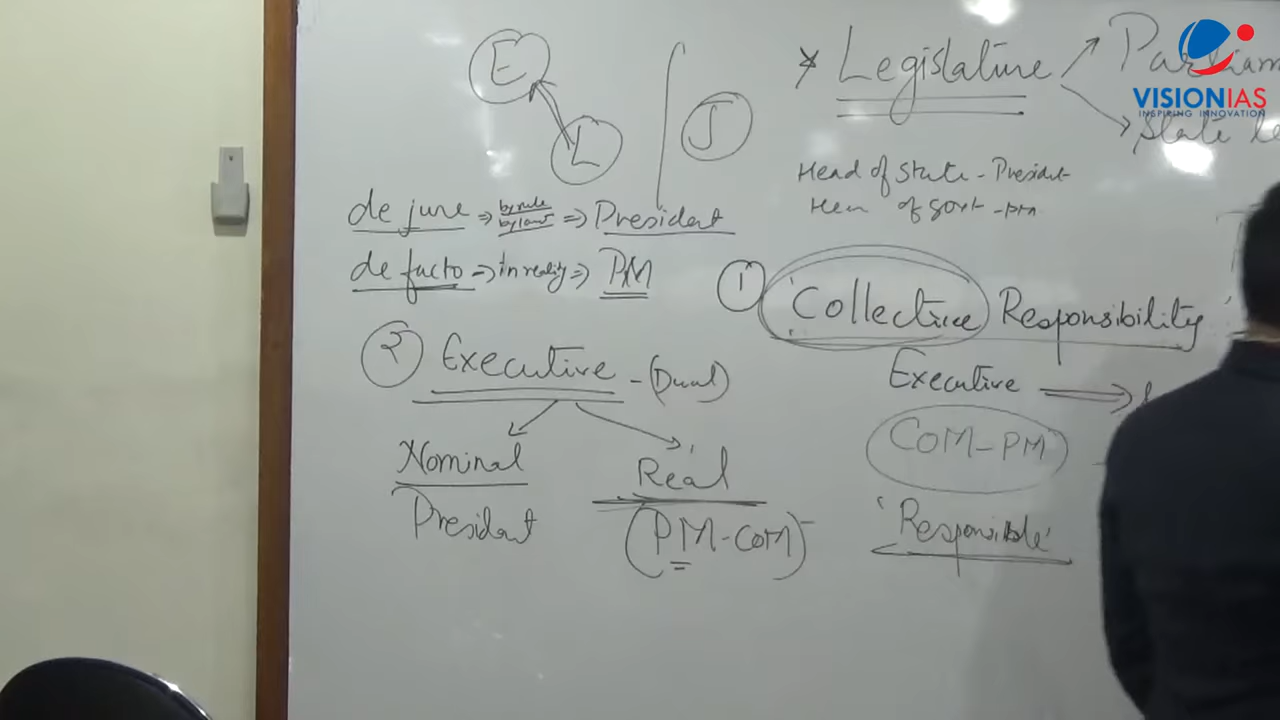 E
L
J
* Legislature
Parliam
State Le
VISIONIAS
INSPIRING INNOVATION
Head of State - President
of Govt - PM
de jure => by rule by law => President
de facto => in reality => PM
① 'Collective Responsibility'
Executive
COM-PM
'Responsible'
② Executive - (Dual)
Nominal
President
Real
(PM-COM)